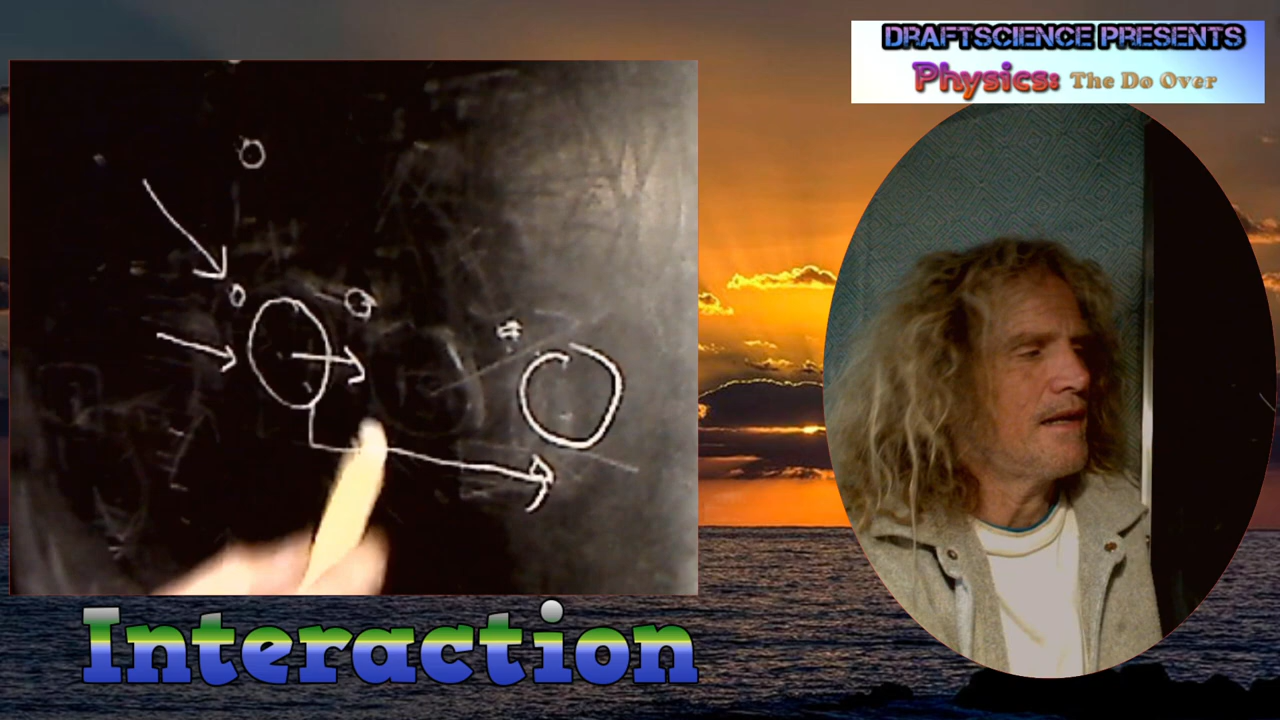 DRAFTSCIENCE PRESENTS
Physics: The Do Over
Interaction